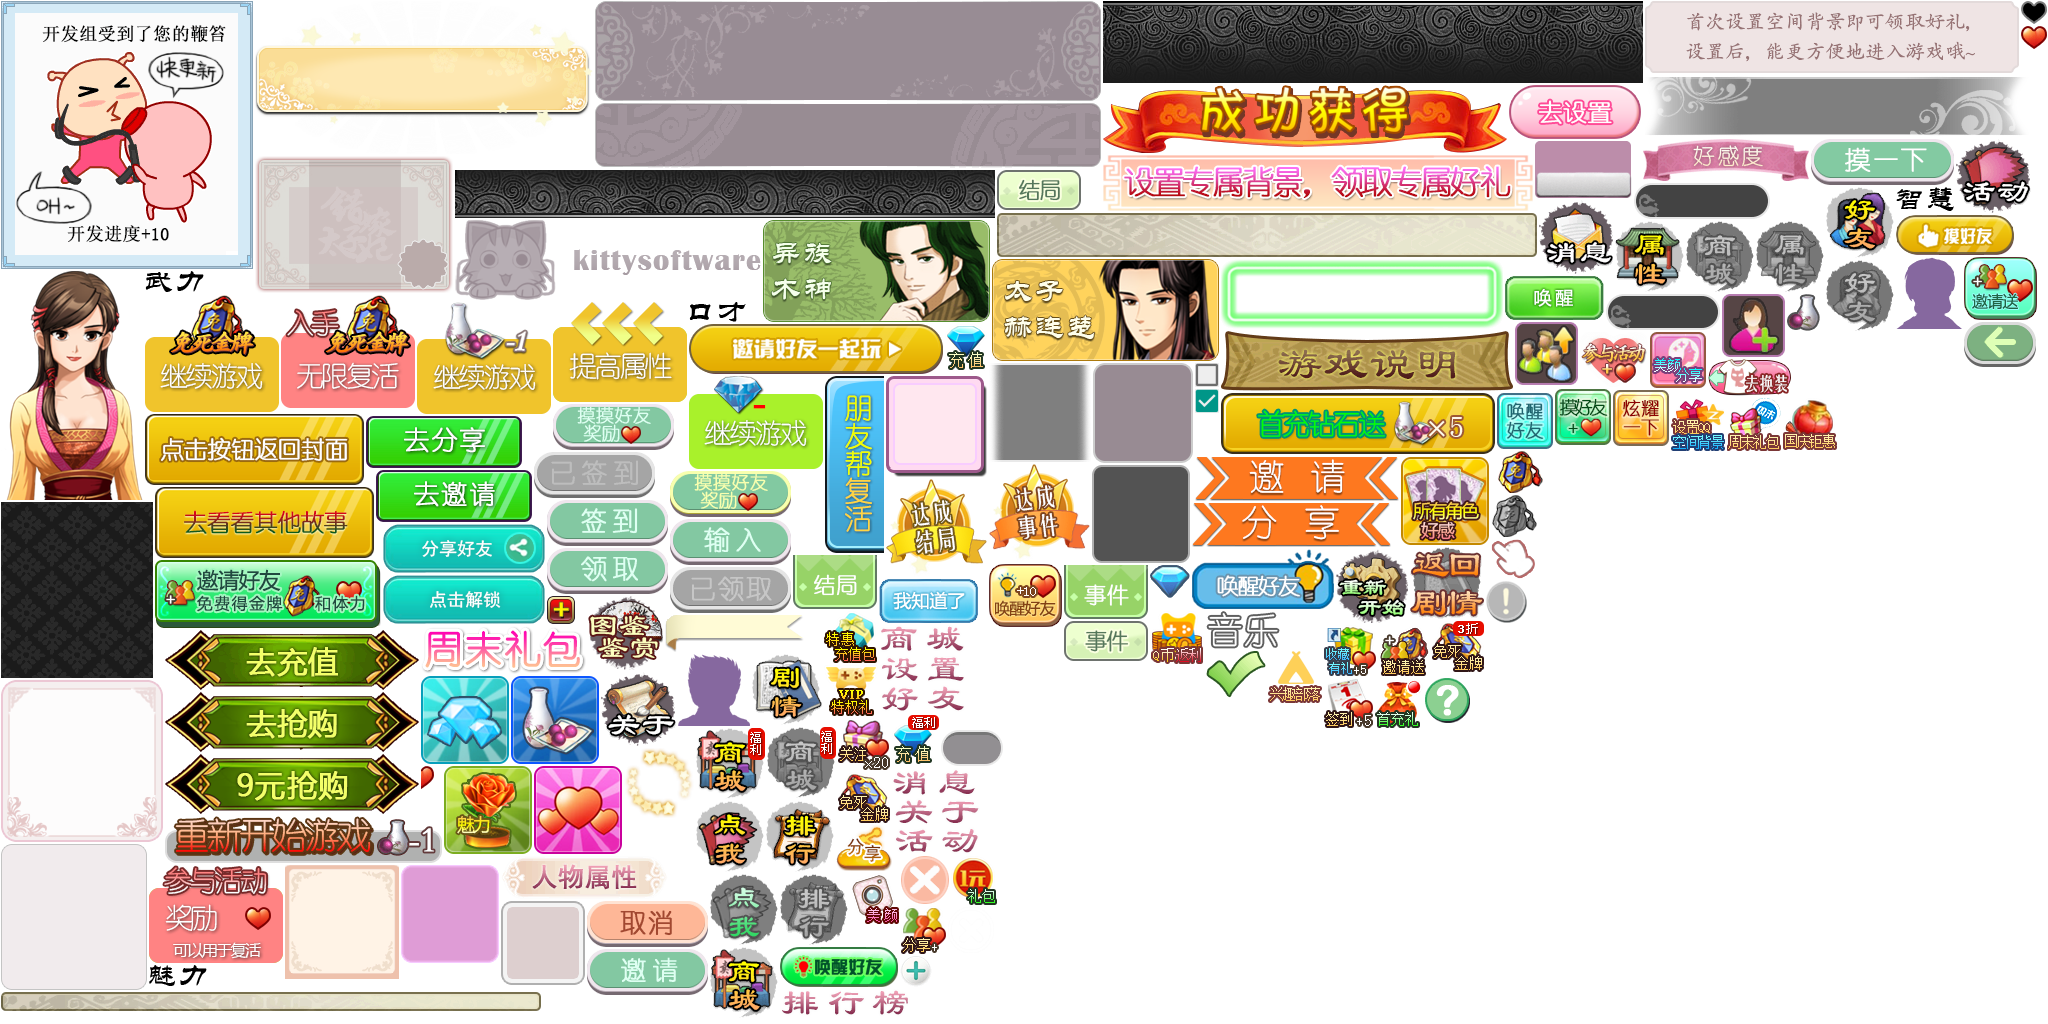 开发组受到了您的鞭笞
快更新
OH~
开发进度+10
首次设置空间背景即可领取好礼,
设置后, 能更方便地进入游戏哦~
成功获得
去设置
设置专属背景, 领取专属好礼
结局
好感度
摸一下
活动
智慧
好友
摸好友
消息
属性
商城
属性
好友
邀请送
kittysoftware
异族
木神
太子
赫连楚
唤醒
武力
口才
免死金牌
继续游戏
入手
免死金牌
无限复活
-1
继续游戏
提高属性
邀请好友一起玩
充值
游戏说明
参与活动
+
美颜
分享
去换装
点击按钮返回封面
去分享
摸摸好友
奖励
继续游戏
朋友帮复活
首充钻石送
×5
唤醒
好友
摸好友
+
炫耀
一下
设置QQ
空间背景
周末
周末礼包
国庆钜惠
去看看其他故事
去邀请
已签到
签到
摸摸好友
奖励
输入
达成
结局
达成
事件
邀请
分享
所有角色
好感
分享好友
领取
已领取
结局
邀请好友
免费得金牌
和体力
点击解锁
我知道了
+10
唤醒好友
事件
事件
唤醒好友
重新
开始
返回
剧情
图鉴
鉴赏
特惠
充值包
商城
设置
好友
Q币返利
音乐
收藏
有礼+5
邀请送
3折
免死
金牌
去充值
周末礼包
关于
剧情
VIP
特权礼
兴趣部落
签到+5
首充礼
去抢购
9元抢购
商城
福利
商城
福利
关注
×20
福利
充值
消息
关于
活动
魅力
免死
金牌
重新开始游戏
-1
点我
排行
分享
参与活动
奖励
可以用于复活
人物属性
点我
排行
美颜
1元
礼包
取消
分享+
魅力
邀请
商城
唤醒好友
排行榜